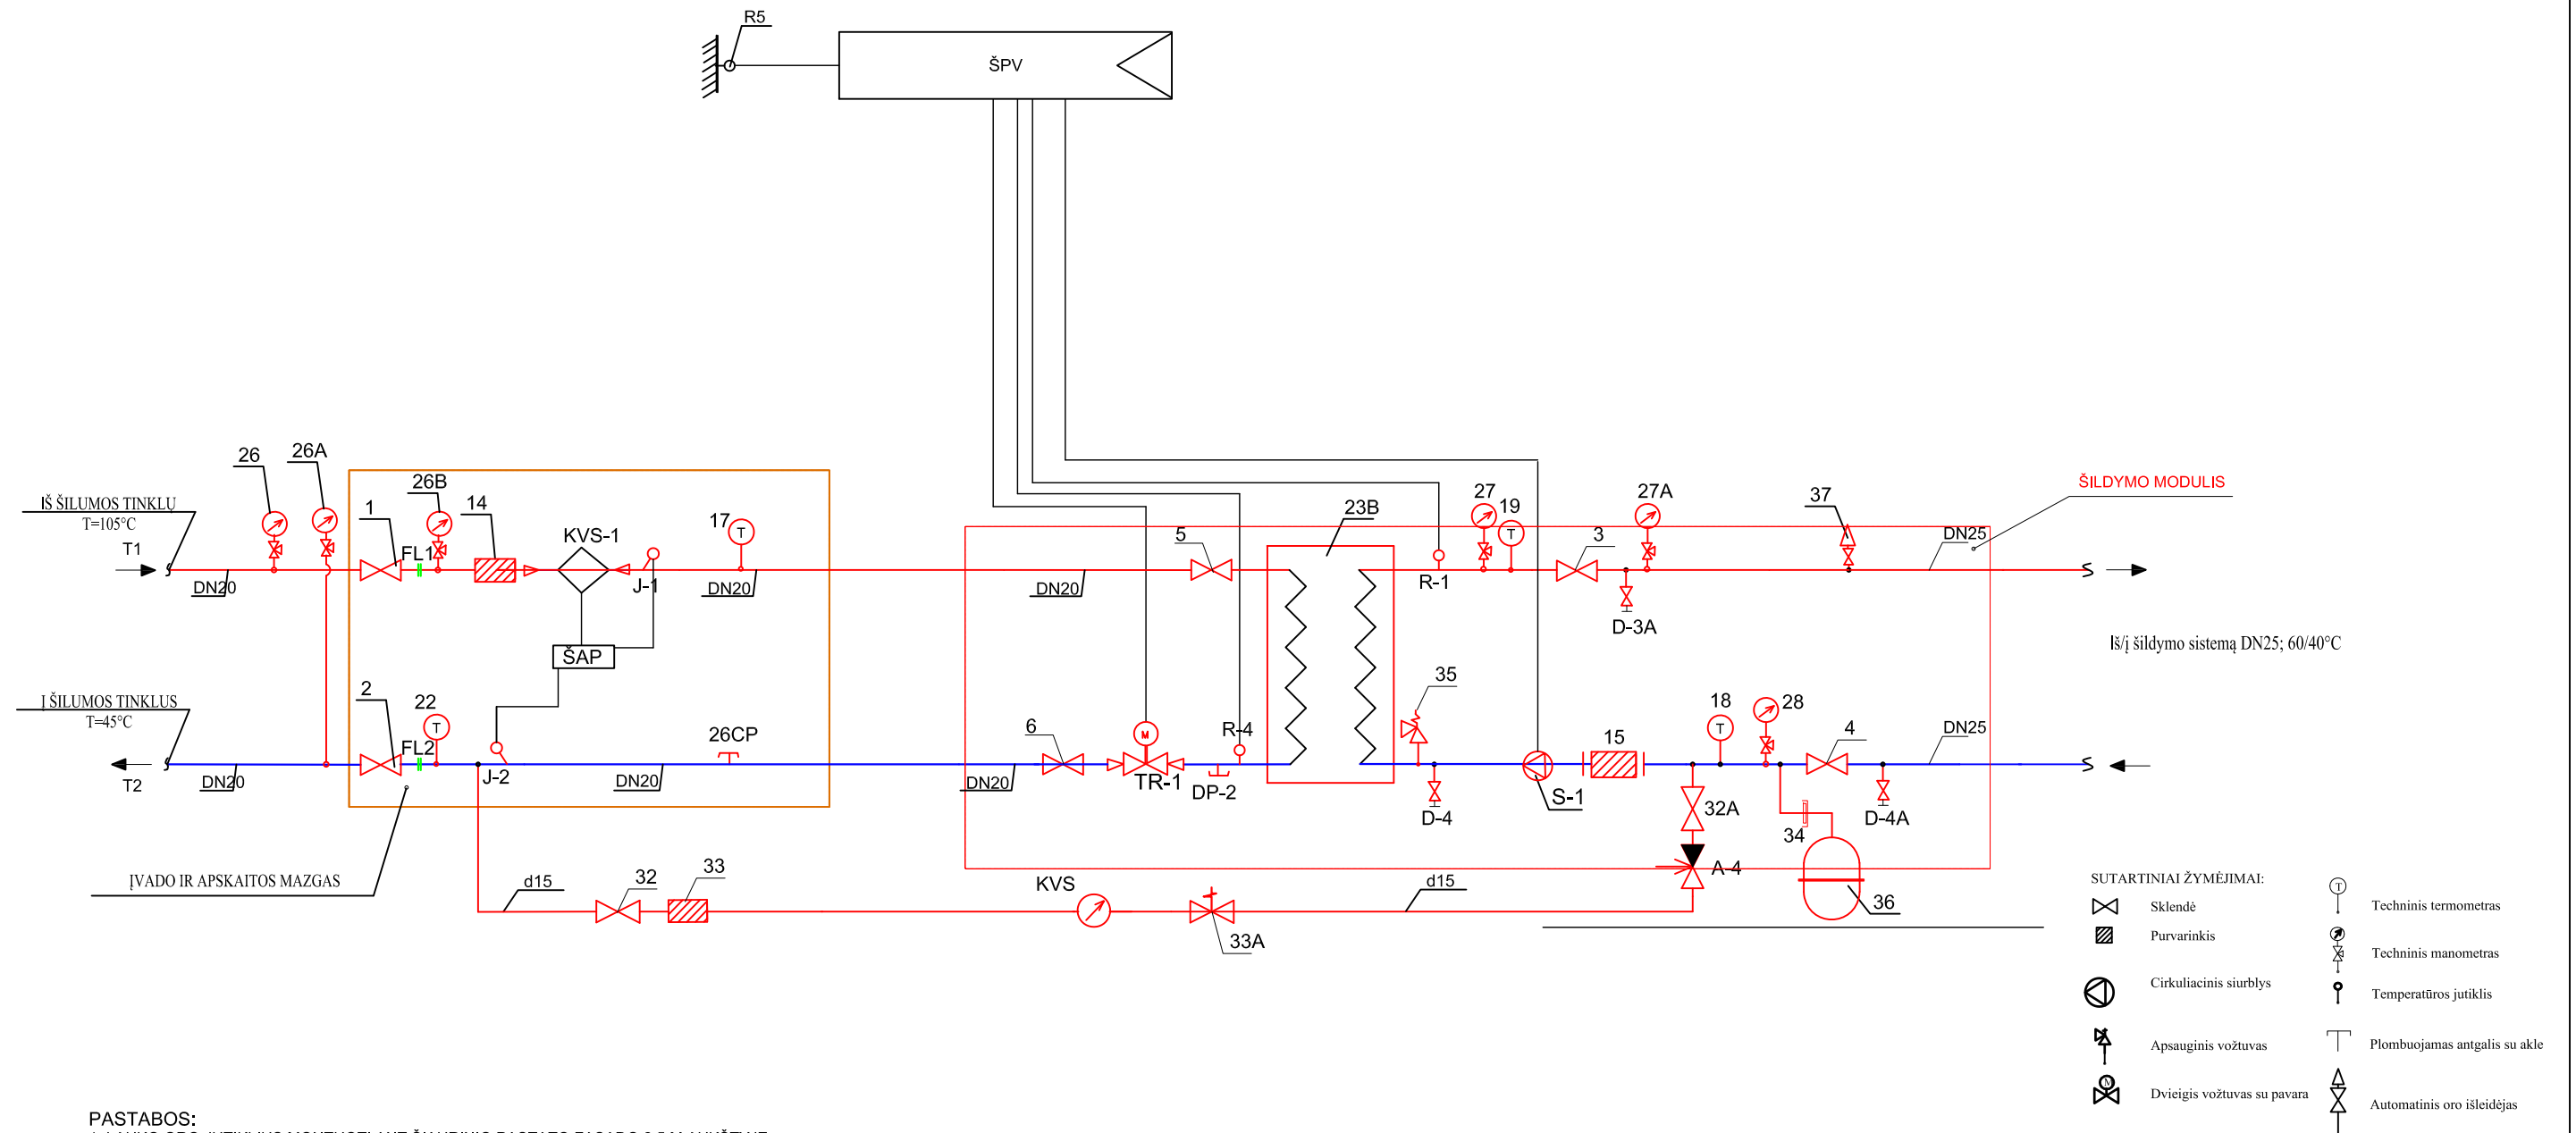 R5
ŠPV
26
26A
26B
1
14
KVS-1
17
5
23B
27
19
27A
3
37
ŠILDYMO MODULIS
IŠ ŠILUMOS TINKLŲ
T=105°C
T1
DN20
FL1
J-1
DN20
DN20
R-1
D-3A
DN25
Iš/į šildymo sistemą DN25; 60/40°C
ŠAP
Į ŠILUMOS TINKLUS
T=45°C
T2
DN20
2
FL2
22
T
J-2
DN20
26CP
DN20
6
M
TR-1
R-4
DP-2
35
D-4
S-1
15
18
T
28
4
DN25
32A
34
D-4A
A-4
36
ĮVADO IR APSKAITOS MAZGAS
d15
32
33
KVS
33A
d15
SUTARTINIAI ŽYMĖJIMAI:
Sklendė
Purvarinkis
Cirkuliacinis siurblys
Apsauginis vožtuvas
Dvieigis vožtuvas su pavara
Techninis termometras
Techninis manometras
Temperatūros jutiklis
Plombuojamas antgalis su akle
Automatinis oro išleidėjas
PASTABOS: